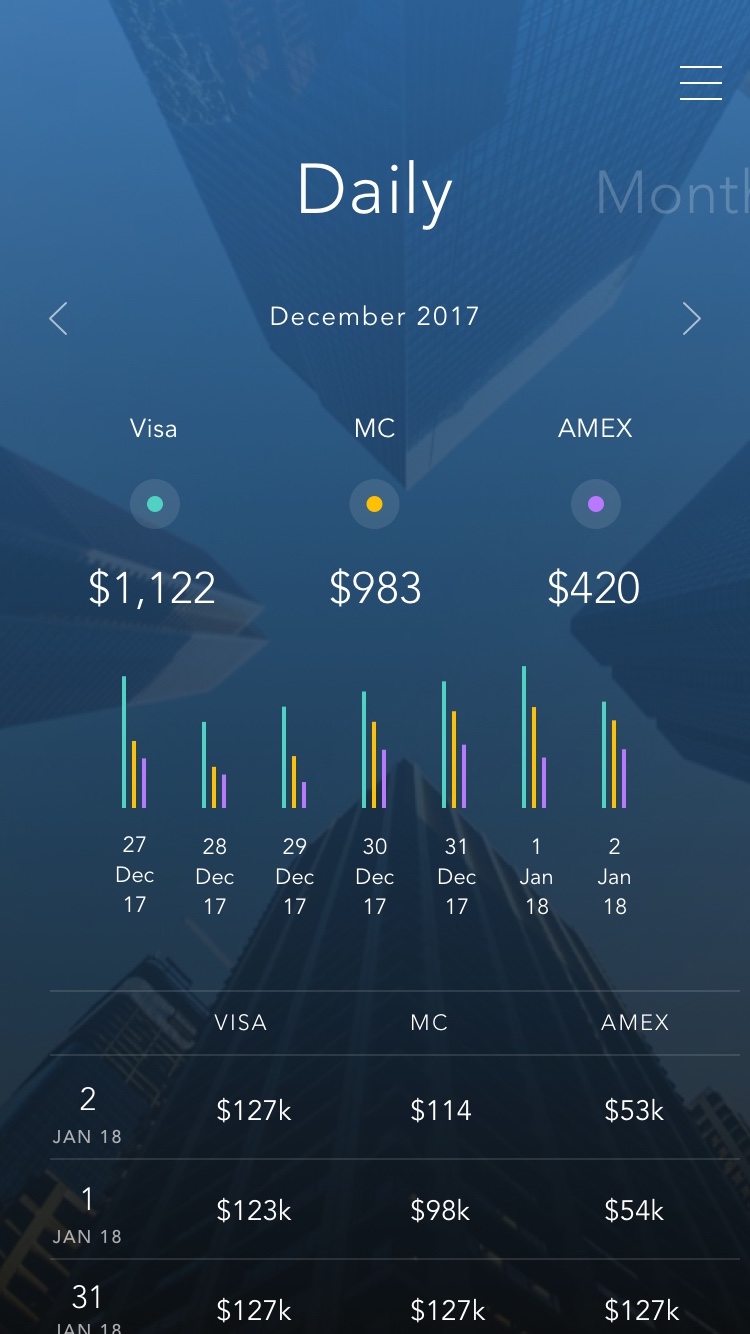 Daily Month
December 2017
Visa MC AMEX
$1,122 $983 $420
27 28 29 30 31 1 2
Dec Dec Dec Dec Dec Jan Jan
17 17 17 17 17 18 18
VISA MC AMEX
2 $127k $114 $53k
JAN 18
1 $123k $98k $54k
JAN 18
31 $127k $127k $127k
JAN 18